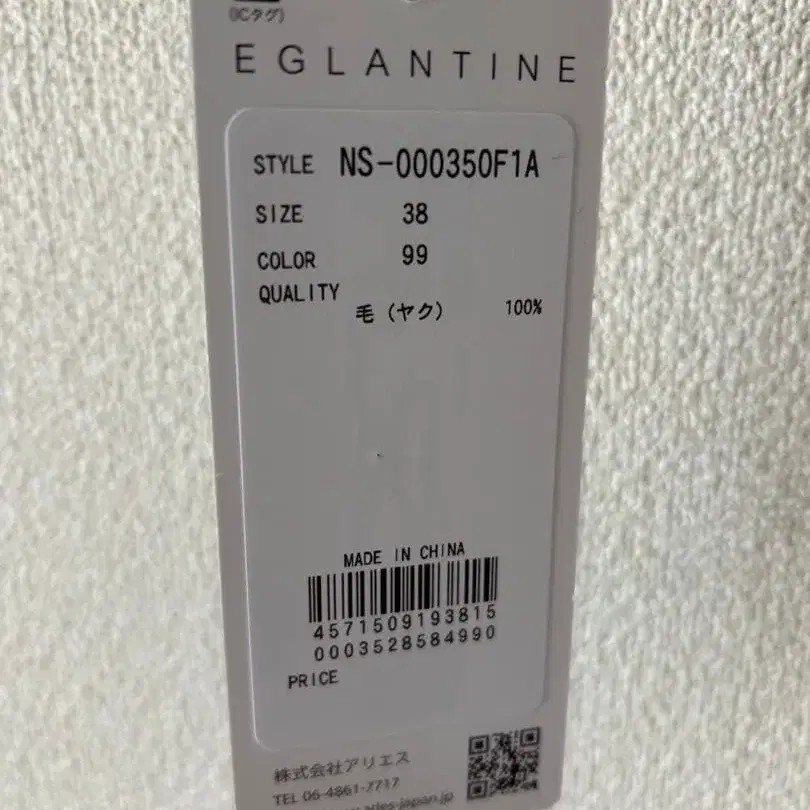 (ICタグ)
EGLANTINE
STYLE NS-000350F1A
SIZE 38
COLOR 99
QUALITY
毛（ヤク） 100%
MADE IN CHINA
4571509193815
0003528584990
PRICE
株式会社アリエス
TEL 06-4861-7717